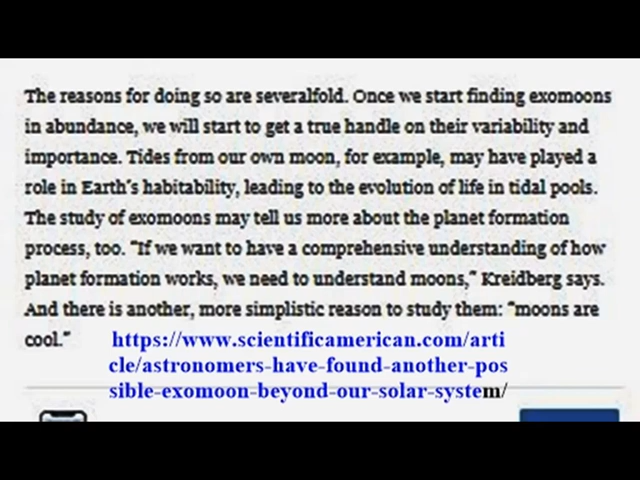 The reasons for doing so are severalfold. Once we start finding exomoons
in abundance, we will start to get a true handle on their variability and
importance. Tides from our own moon, for example, may have played a
role in Earth's habitability, leading to the evolution of life in tidal pools.
The study of exomoons may tell us more about the planet formation
process, too. "If we want to have a comprehensive understanding of how
planet formation works, we need to understand moons," Kreidberg says.
And there is another, more simplistic reason to study them: "moons are
cool."
https://www.scientificamerican.com/arti
cle/astronomers-have-found-another-pos
sible-exomoon-beyond-our-solar-system/